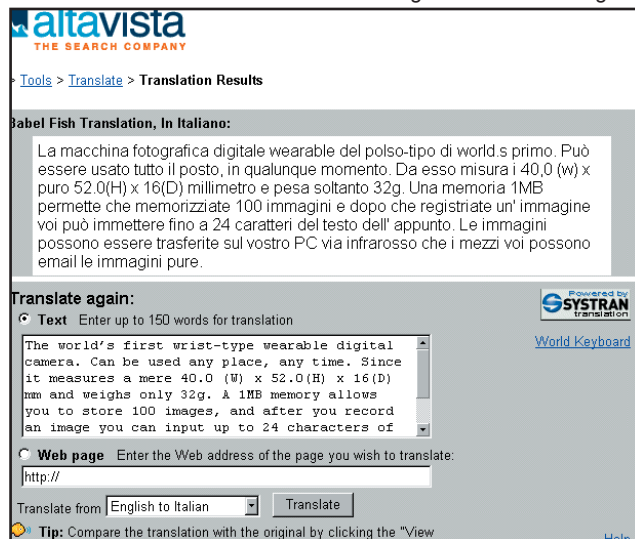 altavista
THE SEARCH COMPANY
> Tools > Translate > Translation Results
Babel Fish Translation, In Italiano:
La macchina fotografica digitale wearable del polso-tipo di world.s primo. Può
essere usato tutto il posto, in qualunque momento. Da esso misura i 40,0 (w) x
puro 52.0(H) x 16(D) millimetro e pesa soltanto 32g. Una memoria 1MB
permette che memorizziate 100 immagini e dopo che registriate un' immagine
voi può immettere fino a 24 caratteri del testo dell' appunto. Le immagini
possono essere trasferite sul vostro PC via infrarosso che i mezzi voi possono
email le immagini pure.
Translate again:
Powered by
SYSTRAN
translation
Text Enter up to 150 words for translation
World Keyboard
The world's first wrist-type wearable digital
camera. Can be used any place, any time. Since
it measures a mere 40.0 (W) x 52.0(H) x 16(D)
mm and weighs only 32g. A 1MB memory allows
you to store 100 images, and after you record
an image you can input up to 24 characters of
Web page Enter the Web address of the page you wish to translate:
http://
Translate from English to Italian Translate
Tip: Compare the translation with the original by clicking the "View
Help